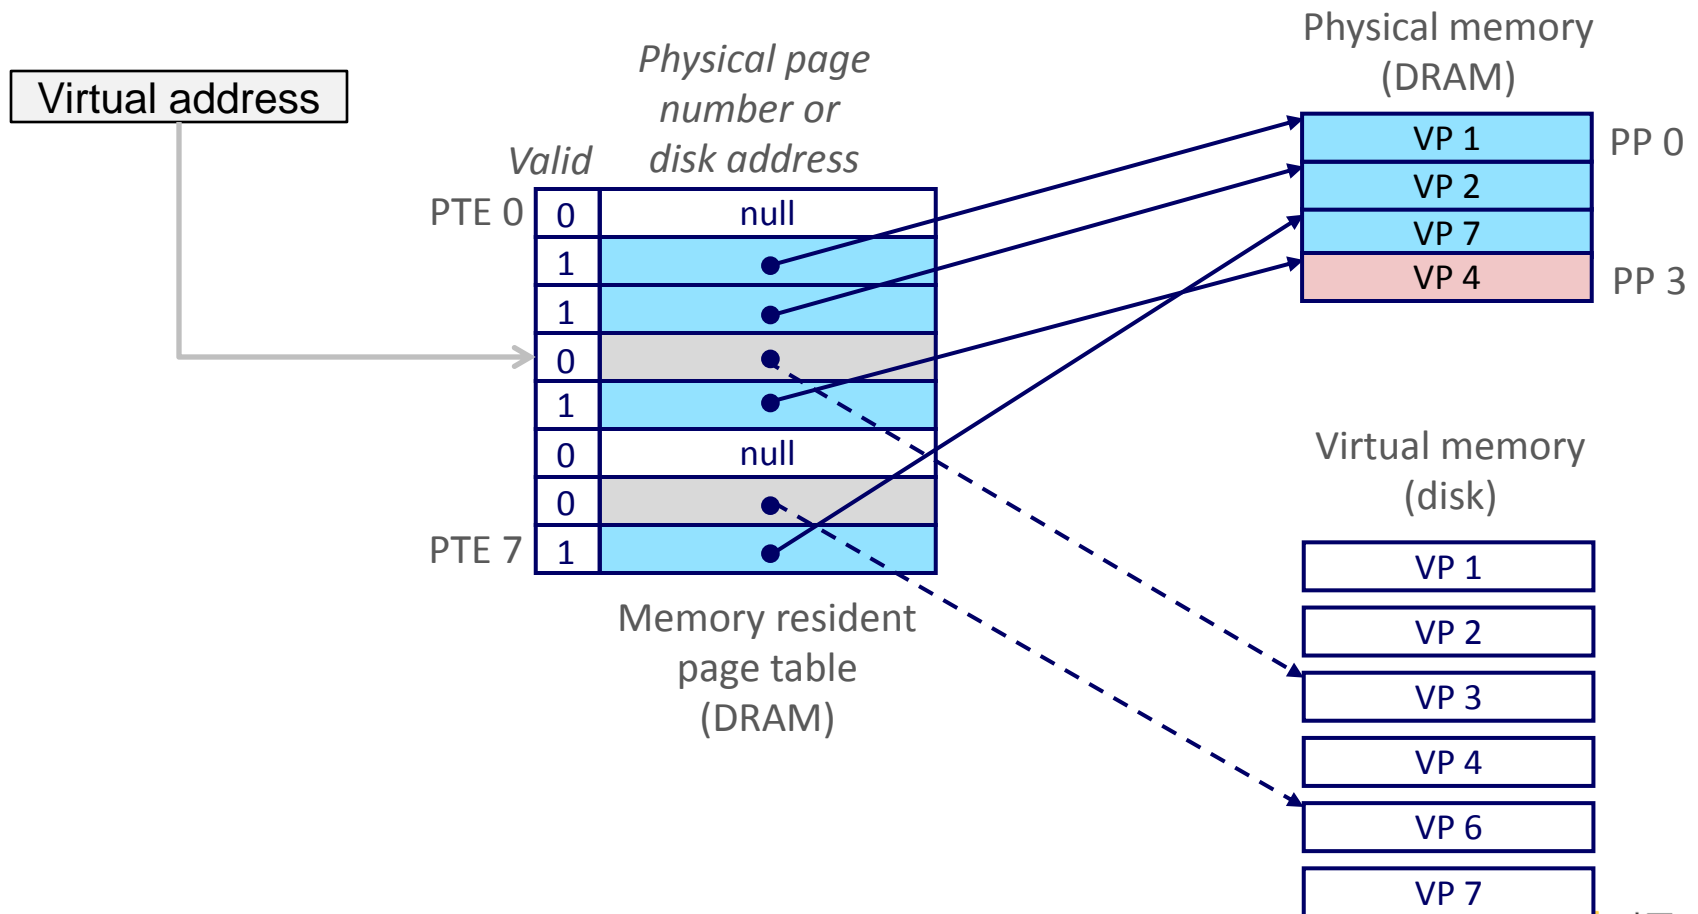 Virtual address
Physical page
number or
disk address
Valid
PTE 0
0
null
1
1
0
1
0
null
0
PTE 7
1
Memory resident
page table
(DRAM)
Physical memory
(DRAM)
VP 1
PP 0
VP 2
VP 7
VP 4
PP 3
Virtual memory
(disk)
VP 1
VP 2
VP 3
VP 4
VP 6
VP 7